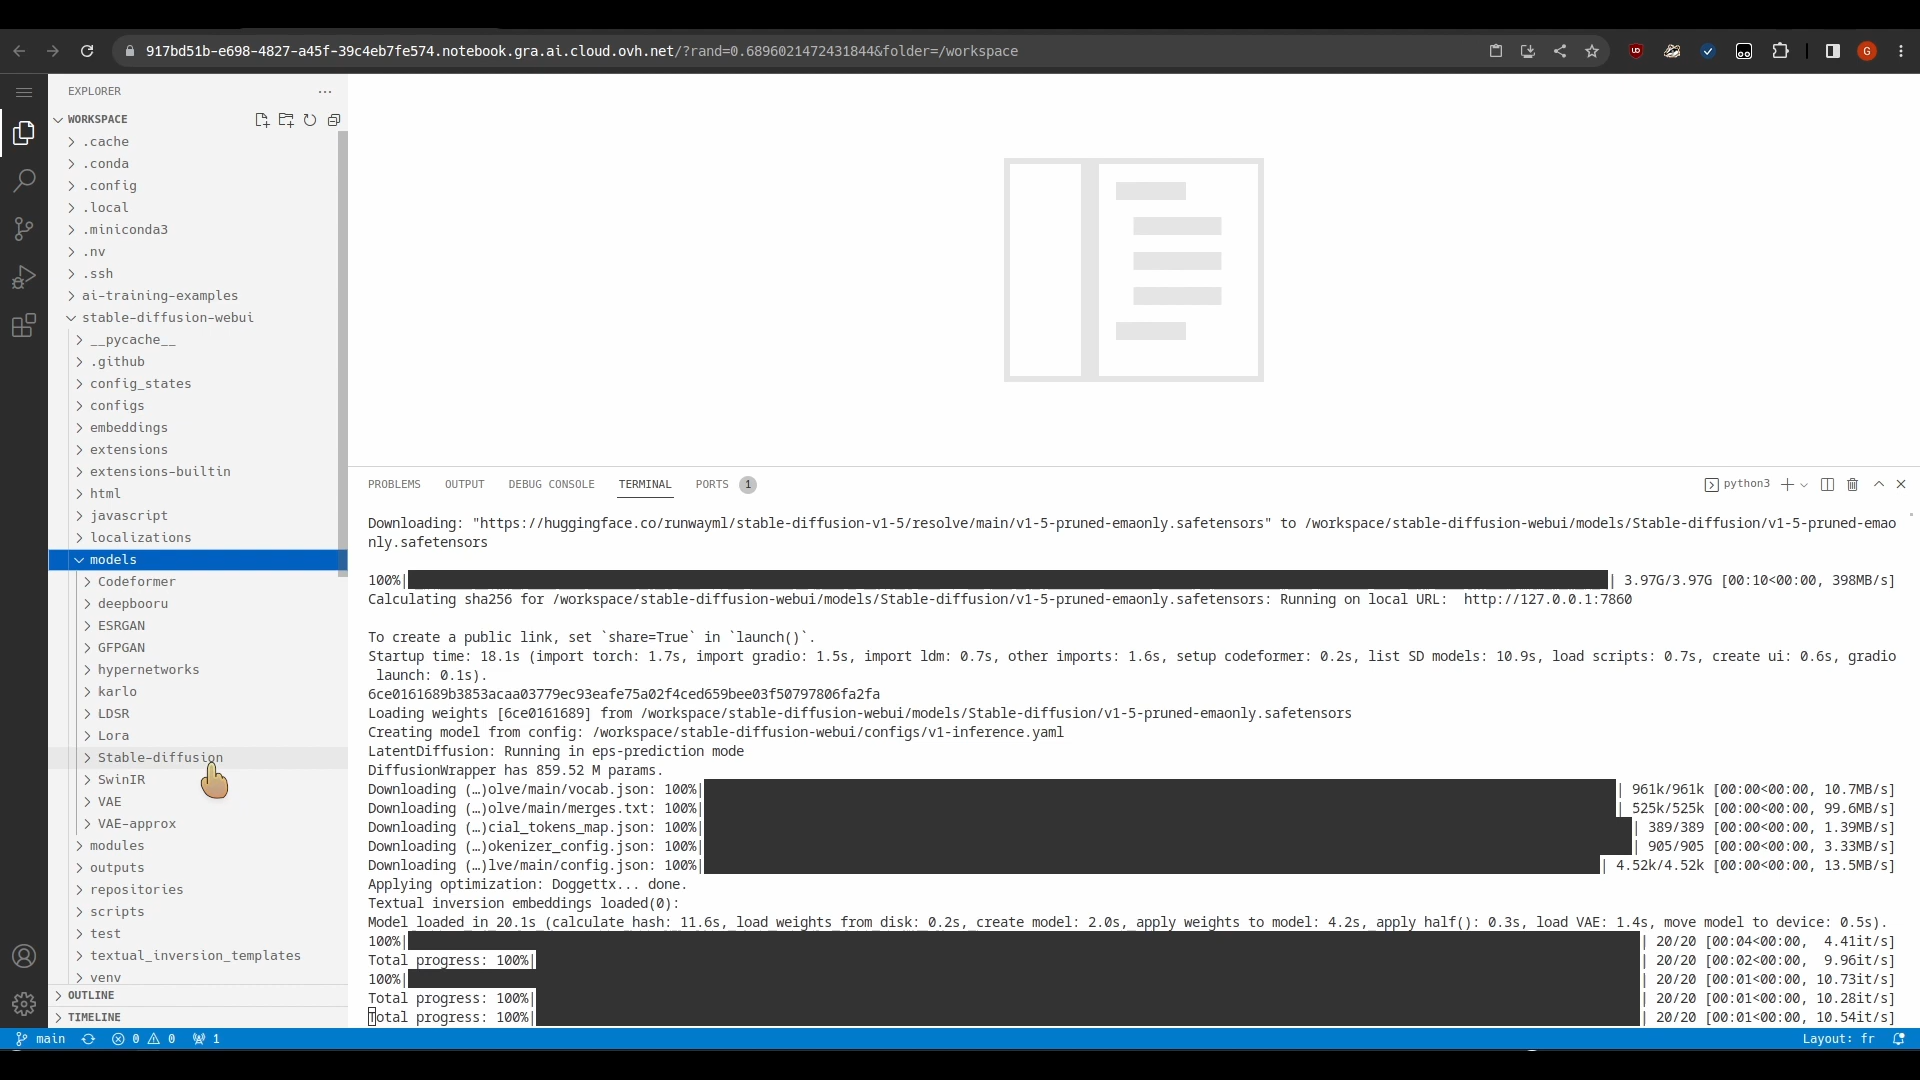 917bd51b-e698-4827-a45f-39c4eb7fe574.notebook.gra.ai.cloud.ovh.net/?rand=0.6896021472431844&folder=/workspace
G
EXPLORER
WORKSPACE
.cache
.conda
.config
.local
.miniconda3
.nv
.ssh
ai-training-examples
stable-diffusion-webui
__pycache__
.github
config_states
configs
embeddings
extensions
extensions-builtin
html
javascript
localizations
models
Codeformer
deepbooru
ESRGAN
GFPGAN
hypernetworks
karlo
LDSR
Lora
Stable-diffusion
SwinIR
VAE
VAE-approx
modules
outputs
repositories
scripts
test
textual_inversion_templates
venv
OUTLINE
TIMELINE
PROBLEMS OUTPUT DEBUG CONSOLE TERMINAL PORTS 1
python3
Downloading: "https://huggingface.co/runwayml/stable-diffusion-v1-5/resolve/main/v1-5-pruned-emaonly.safetensors" to /workspace/stable-diffusion-webui/models/Stable-diffusion/v1-5-pruned-emao
nly.safetensors
100%| | 3.97G/3.97G [00:10<00:00, 398MB/s]
Calculating sha256 for /workspace/stable-diffusion-webui/models/Stable-diffusion/v1-5-pruned-emaonly.safetensors: Running on local URL:  http://127.0.0.1:7860
To create a public link, set `share=True` in `launch()`.
Startup time: 18.1s (import torch: 1.7s, import gradio: 1.5s, import ldm: 0.7s, other imports: 1.6s, setup codeformer: 0.2s, list SD models: 10.9s, load scripts: 0.7s, create ui: 0.6s, gradio
launch: 0.1s).
6ce0161689b3853acaa03779ec93eafe75a02f4ced659bee03f50797806fa2fa
Loading weights [6ce0161689] from /workspace/stable-diffusion-webui/models/Stable-diffusion/v1-5-pruned-emaonly.safetensors
Creating model from config: /workspace/stable-diffusion-webui/configs/v1-inference.yaml
LatentDiffusion: Running in eps-prediction mode
DiffusionWrapper has 859.52 M params.
Downloading (…)olve/main/vocab.json: 100%| | 961k/961k [00:00<00:00, 10.7MB/s]
Downloading (…)olve/main/merges.txt: 100%| | 525k/525k [00:00<00:00, 99.6MB/s]
Downloading (…)cial_tokens_map.json: 100%| | 389/389 [00:00<00:00, 1.39MB/s]
Downloading (…)okenizer_config.json: 100%| | 905/905 [00:00<00:00, 3.33MB/s]
Downloading (…)lve/main/config.json: 100%| | 4.52k/4.52k [00:00<00:00, 13.5MB/s]
Applying optimization: Doggettx... done.
Textual inversion embeddings loaded(0):
Model loaded in 20.1s (calculate hash: 11.6s, load weights from disk: 0.2s, create model: 2.0s, apply weights to model: 4.2s, apply half(): 0.3s, load VAE: 1.4s, move model to device: 0.5s).
100%| | 20/20 [00:04<00:00,  4.41it/s]
Total progress: 100%| | 20/20 [00:02<00:00,  9.96it/s]
100%| | 20/20 [00:01<00:00, 10.73it/s]
Total progress: 100%| | 20/20 [00:01<00:00, 10.28it/s]
Total progress: 100%| | 20/20 [00:01<00:00, 10.54it/s]
main 0 0 1
Layout: fr